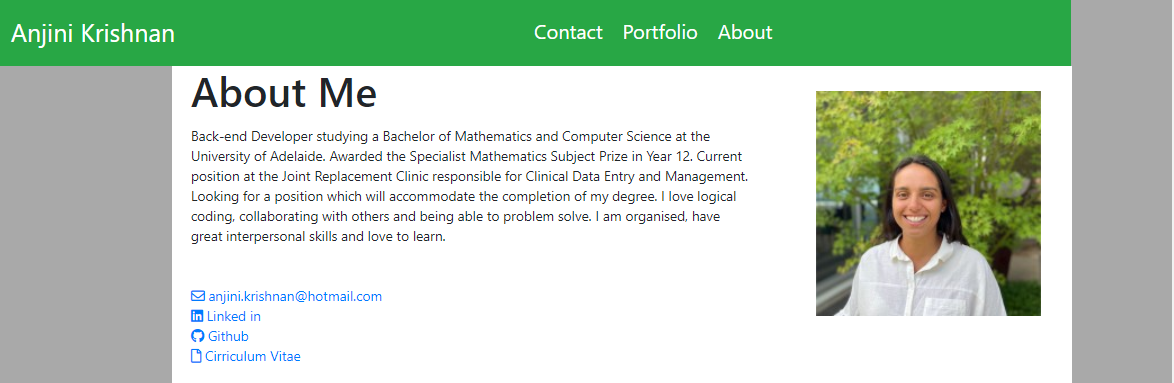 Anjini Krishnan
Contact Portfolio About
About Me
Back-end Developer studying a Bachelor of Mathematics and Computer Science at the
University of Adelaide. Awarded the Specialist Mathematics Subject Prize in Year 12. Current
position at the Joint Replacement Clinic responsible for Clinical Data Entry and Management.
Looking for a position which will accommodate the completion of my degree. I love logical
coding, collaborating with others and being able to problem solve. I am organised, have
great interpersonal skills and love to learn.
anjini.krishnan@hotmail.com
Linked in
Github
Cirriculum Vitae